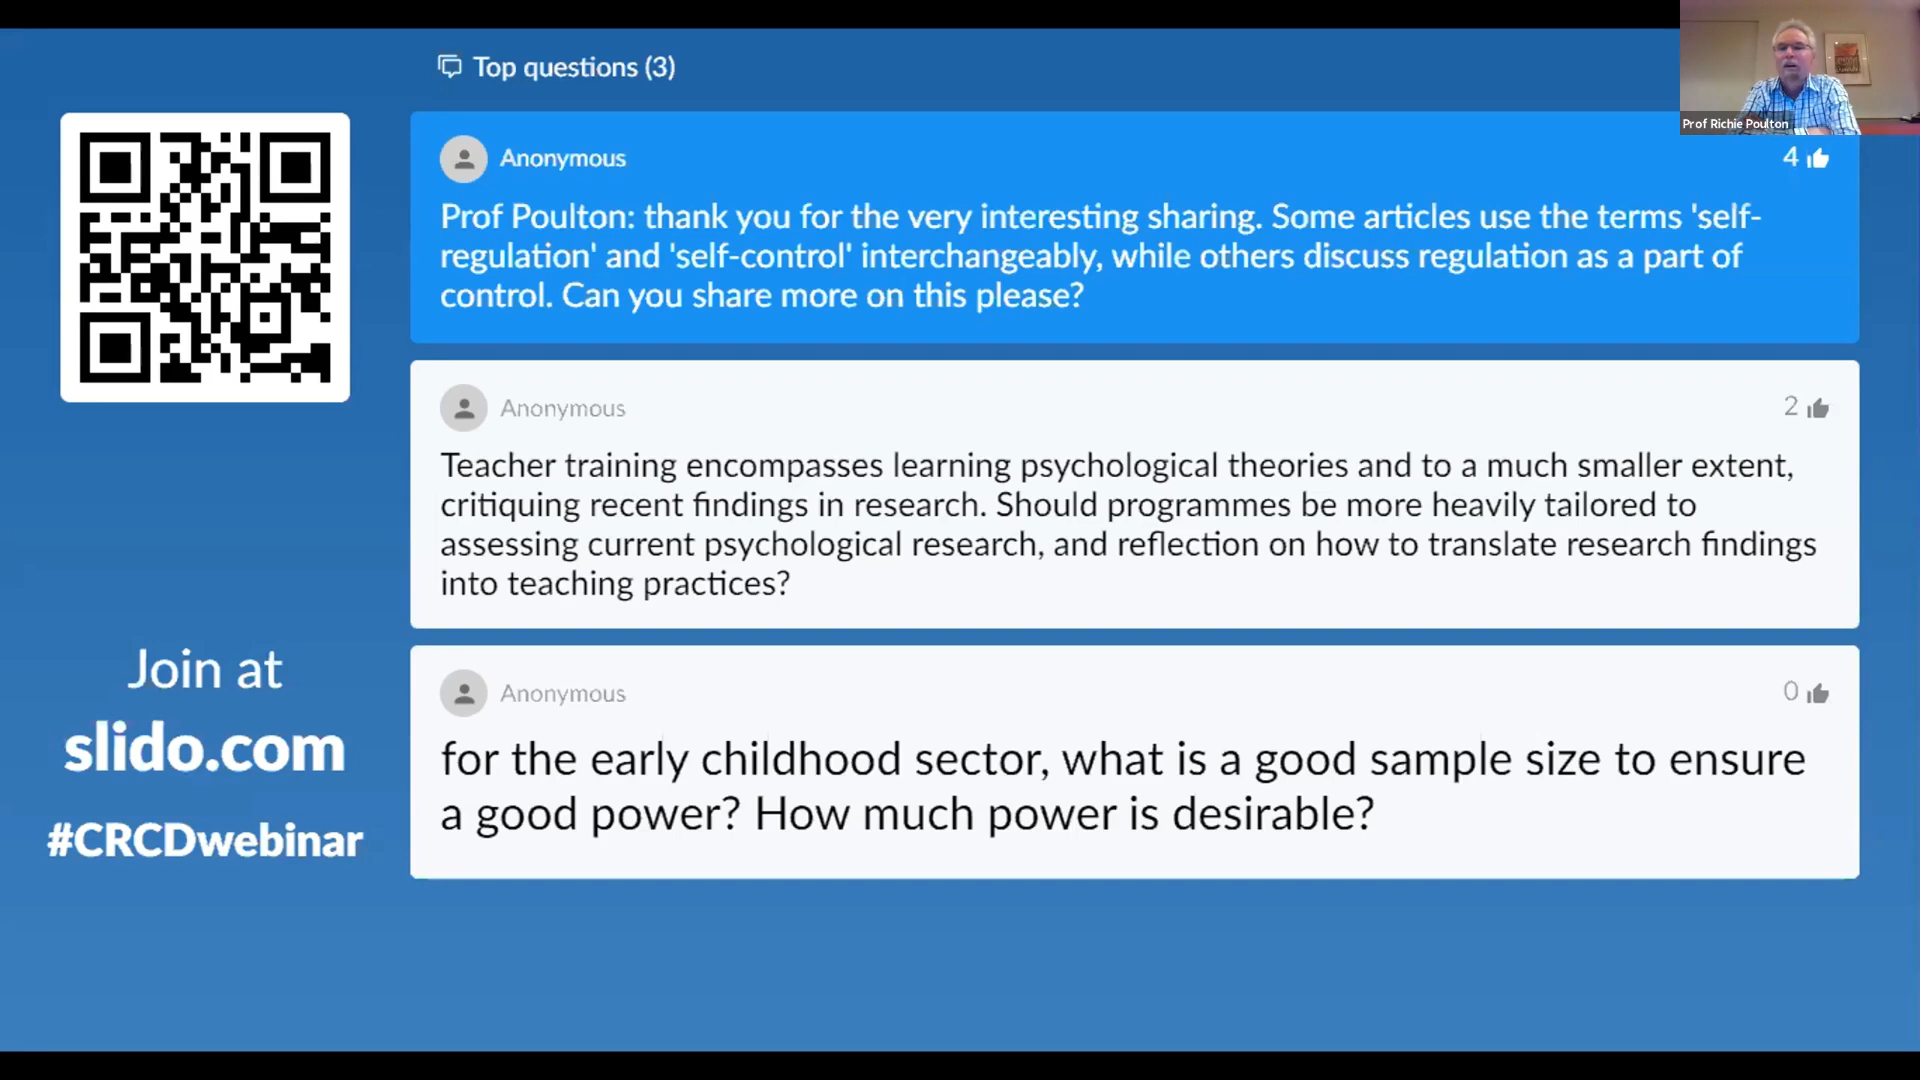 Top questions (3)
Prof Richie Poulton
Anonymous
4
Prof Poulton: thank you for the very interesting sharing. Some articles use the terms 'self-
regulation' and 'self-control' interchangeably, while others discuss regulation as a part of
control. Can you share more on this please?
Anonymous
2
Teacher training encompasses learning psychological theories and to a much smaller extent,
critiquing recent findings in research. Should programmes be more heavily tailored to
assessing current psychological research, and reflection on how to translate research findings
into teaching practices?
Anonymous
0
for the early childhood sector, what is a good sample size to ensure
a good power? How much power is desirable?
Join at
slido.com
#CRCDwebinar